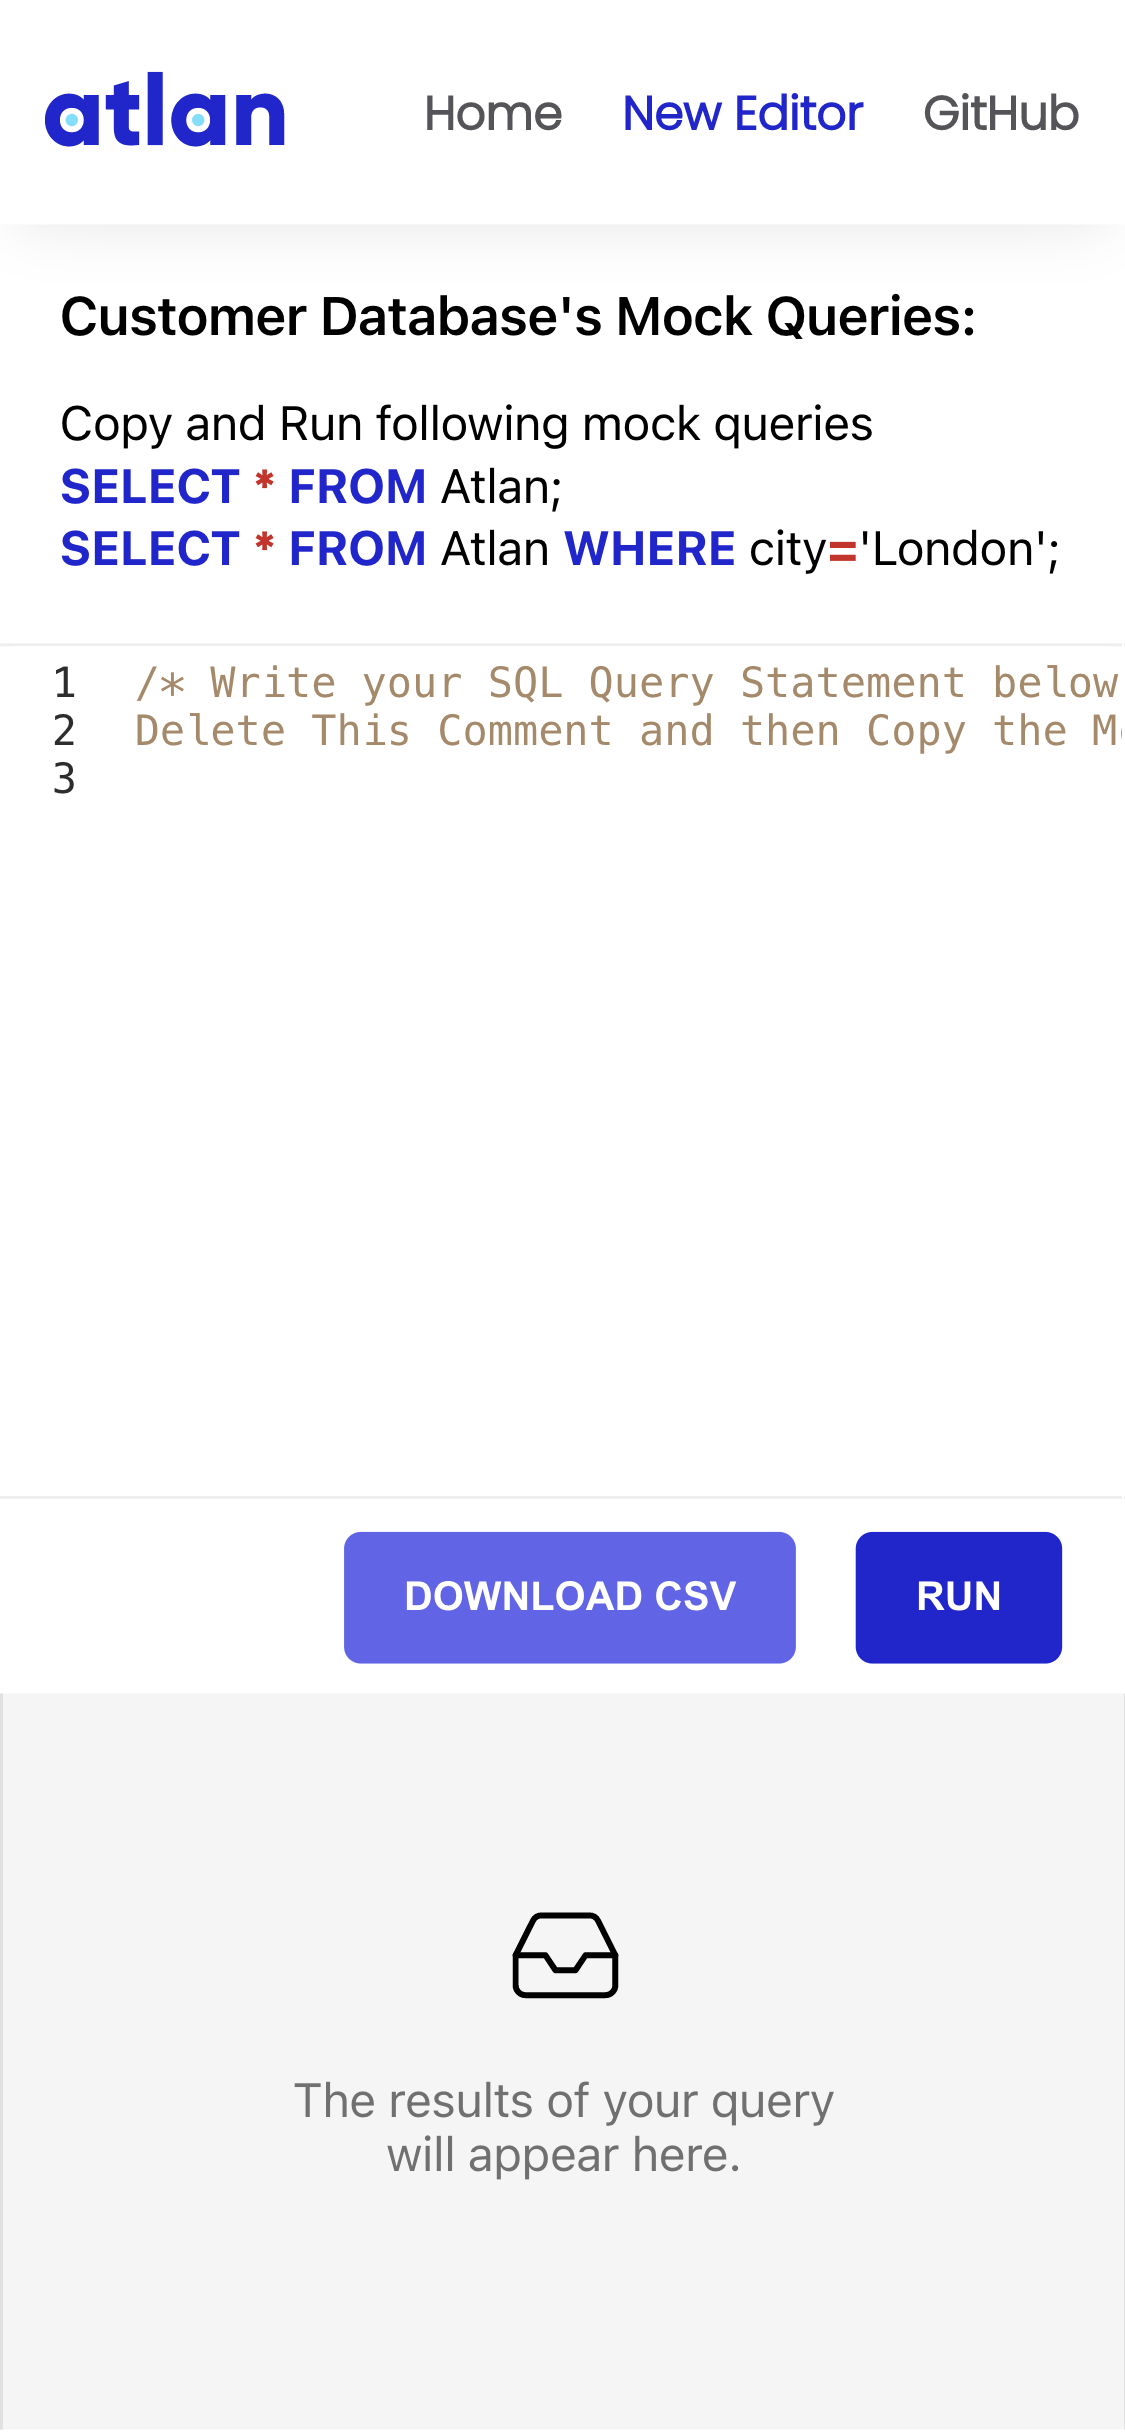 atlan
Home New Editor GitHub
Customer Database's Mock Queries:
Copy and Run following mock queries
SELECT * FROM Atlan;
SELECT * FROM Atlan WHERE city='London';
1 /* Write your SQL Query Statement below
2 Delete This Comment and then Copy the
3
DOWNLOAD CSV RUN
The results of your query
will appear here.